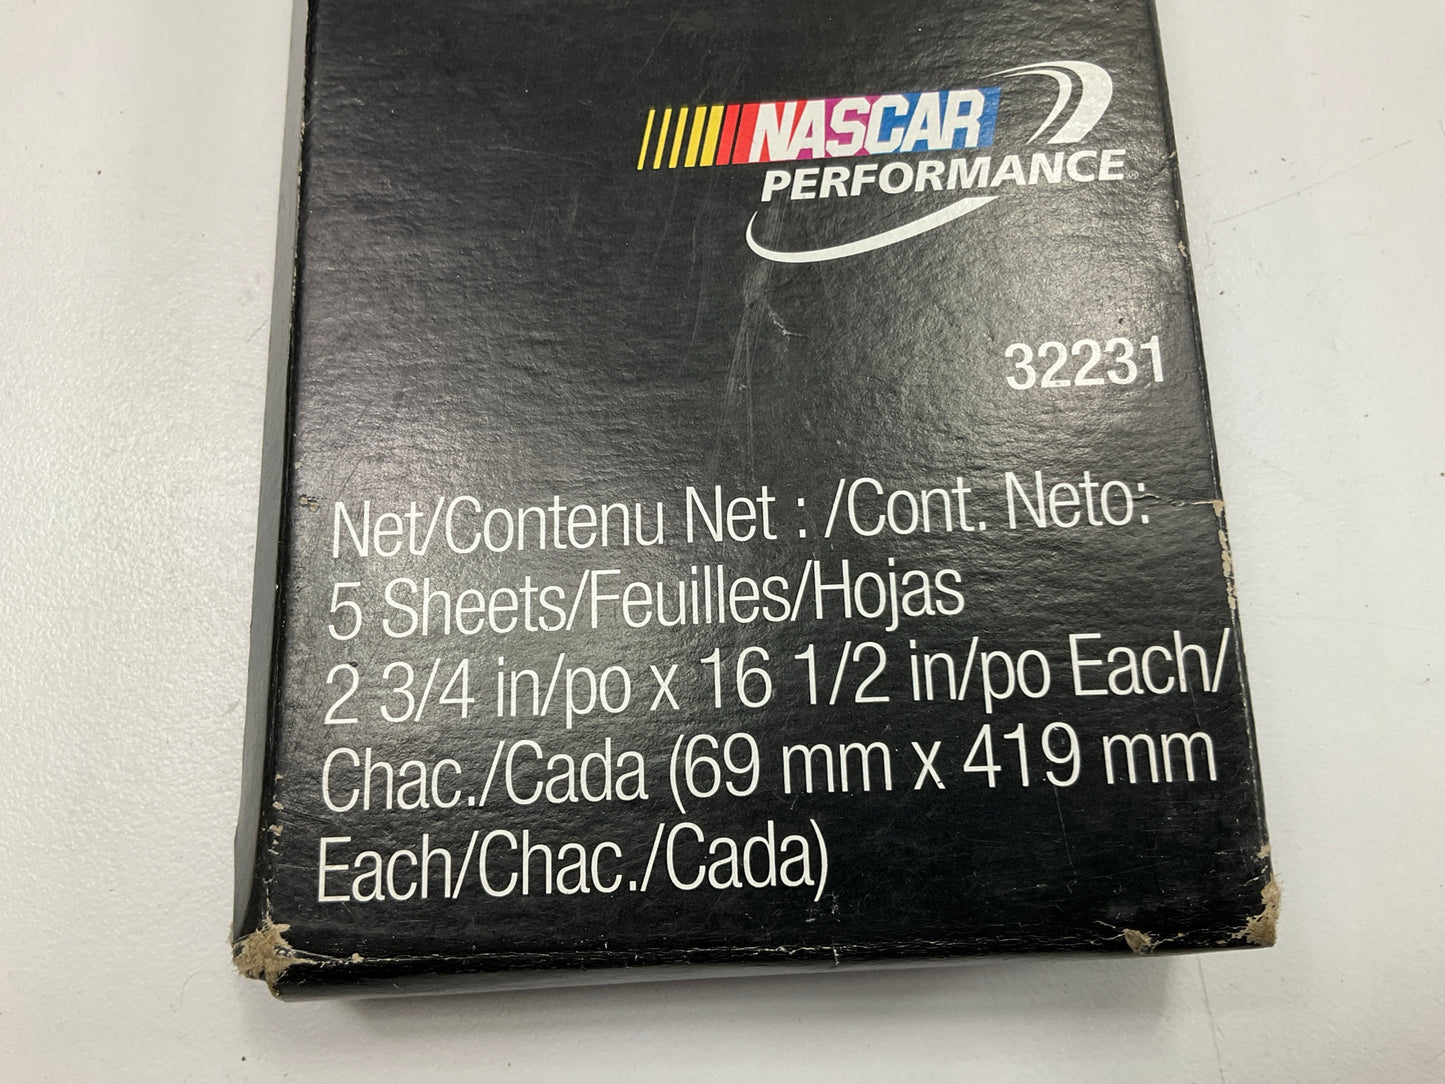 NASCAR
PERFORMANCE
32231
Net/Contenu Net : /Cont. Neto:
5 Sheets/Feuilles/Hojas
2 3/4 in/po x 16 1/2 in/po Each/
Chac./Cada (69 mm x 419 mm
Each/Chac./Cada)